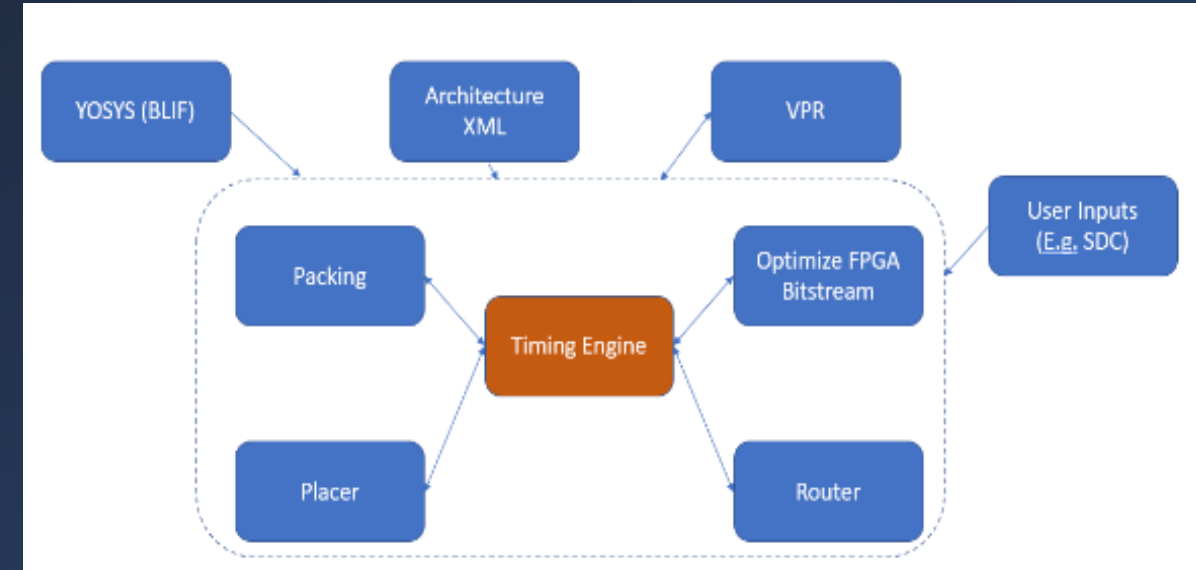 YOSYS (BLIF)
Architecture
XML
VPR
User Inputs
(E.g. SDC)
Packing
Optimize FPGA
Bitstream
Timing Engine
Placer
Router